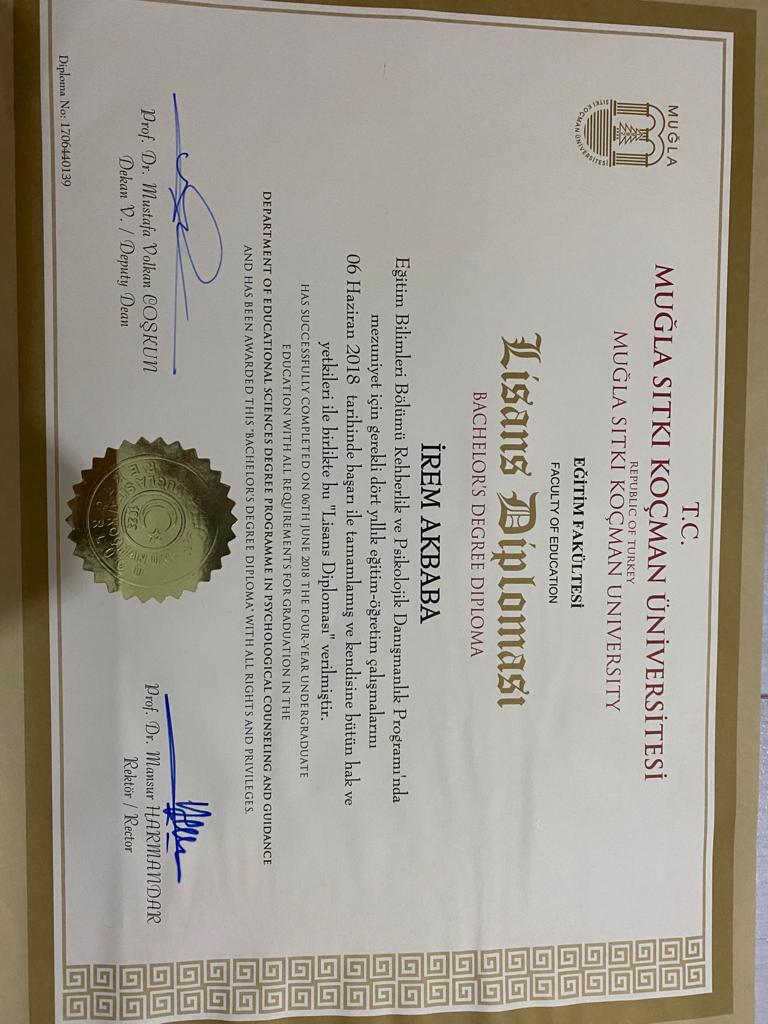 MUĞLA
SITKI KOÇMAN ÜNİVERSİTESİ
T.C.
MUĞLA SITKI KOÇMAN ÜNİVERSİTESİ
REPUBLIC OF TURKEY
MUĞLA SITKI KOÇMAN UNIVERSITY
EĞİTİM FAKÜLTESİ
FACULTY OF EDUCATION
Lisans Diploması
BACHELOR'S DEGREE DIPLOMA
İREM AKBABA
Eğitim Bilimleri Bölümü Rehberlik ve Psikolojik Danışmanlık Programı'nda
mezuniyet için gerekli dört yıllık eğitim-öğretim çalışmalarını
06 Haziran 2018 tarihinde başarı ile tamamlamış ve kendisine bütün hak ve
yetkileri ile birlikte bu "Lisans Diploması" verilmiştir.
HAS SUCCESSFULLY COMPLETED ON 06TH JUNE 2018 THE FOUR-YEAR UNDERGRADUATE
EDUCATION WITH ALL REQUIREMENTS FOR GRADUATION IN THE
DEPARTMENT OF EDUCATIONAL SCIENCES DEGREE PROGRAMME IN PSYCHOLOGICAL COUNSELING AND GUIDANCE
AND HAS BEEN AWARDED THIS "BACHELOR'S DEGREE DIPLOMA" WITH ALL RIGHTS AND PRIVILEGES.
Prof. Dr. Mustafa Volkan COŞKUN
Dekan V. / Deputy Dean
Prof. Dr. Mansur HARMANDAR
Rektör / Rector
Diploma No: 1706440139